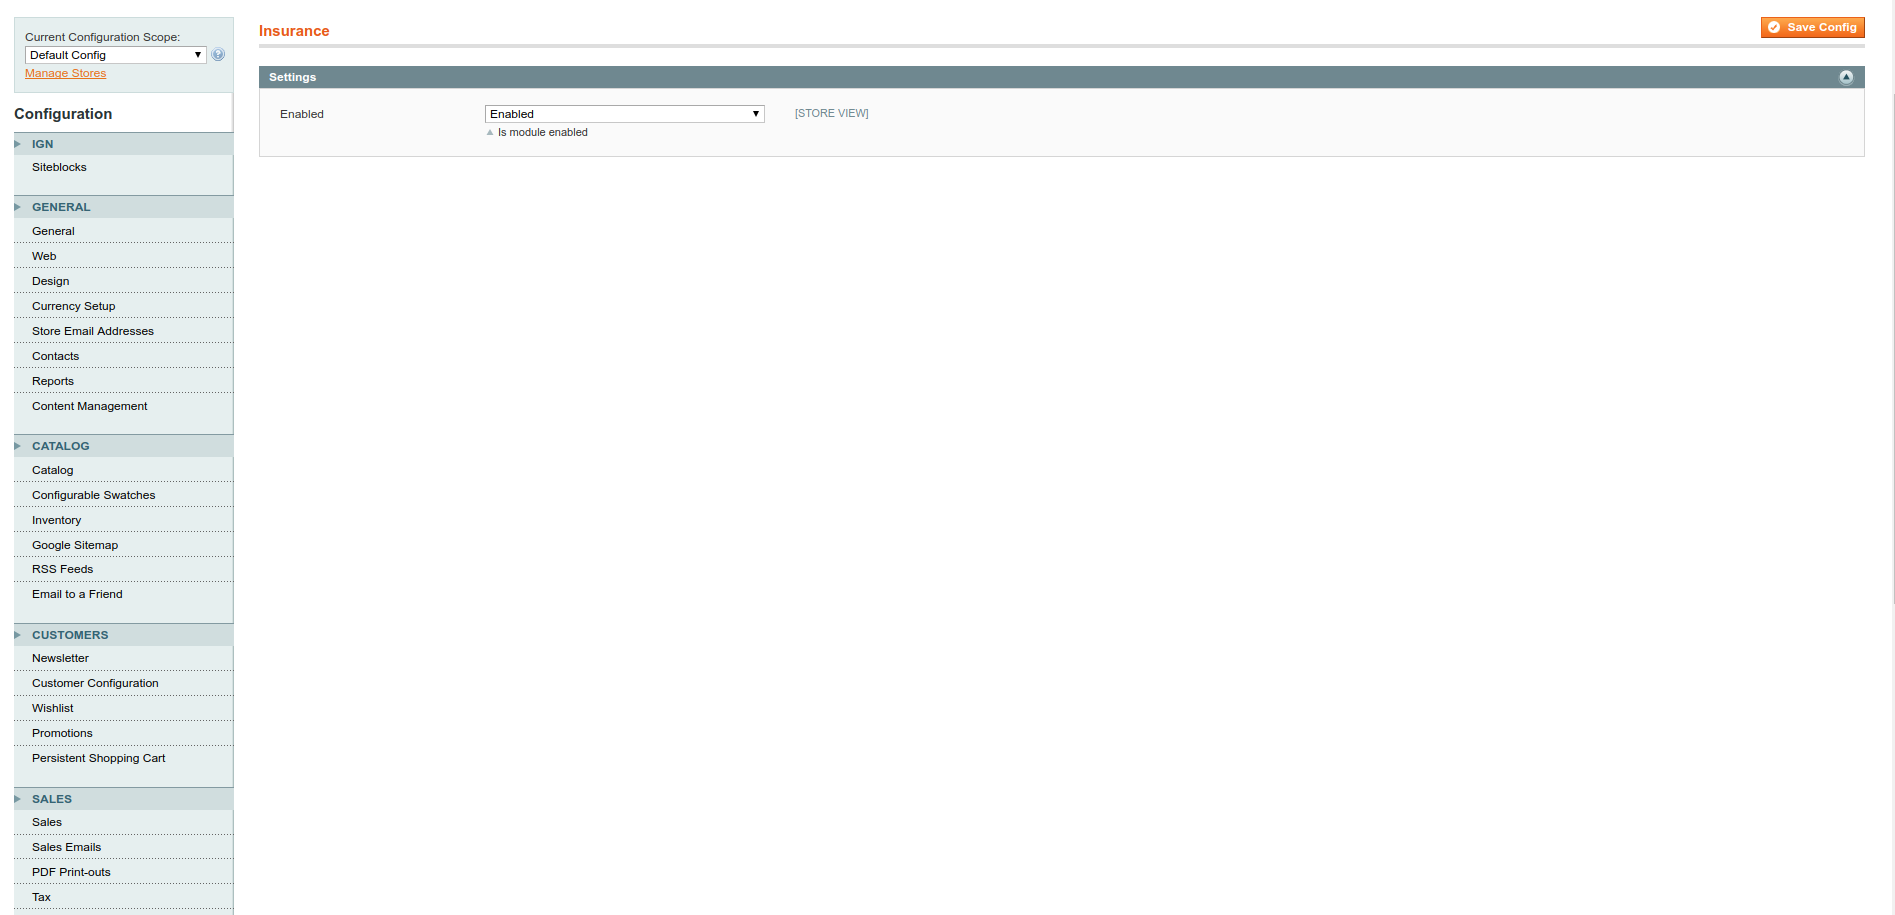 Current Configuration Scope:
Default Config
Manage Stores
Configuration
IGN
Siteblocks
GENERAL
General
Web
Design
Currency Setup
Store Email Addresses
Contacts
Reports
Content Management
CATALOG
Catalog
Configurable Swatches
Inventory
Google Sitemap
RSS Feeds
Email to a Friend
CUSTOMERS
Newsletter
Customer Configuration
Wishlist
Promotions
Persistent Shopping Cart
SALES
Sales
Sales Emails
PDF Print-outs
Tax
Insurance
Save Config
Settings
Enabled Enabled [STORE VIEW]
Is module enabled